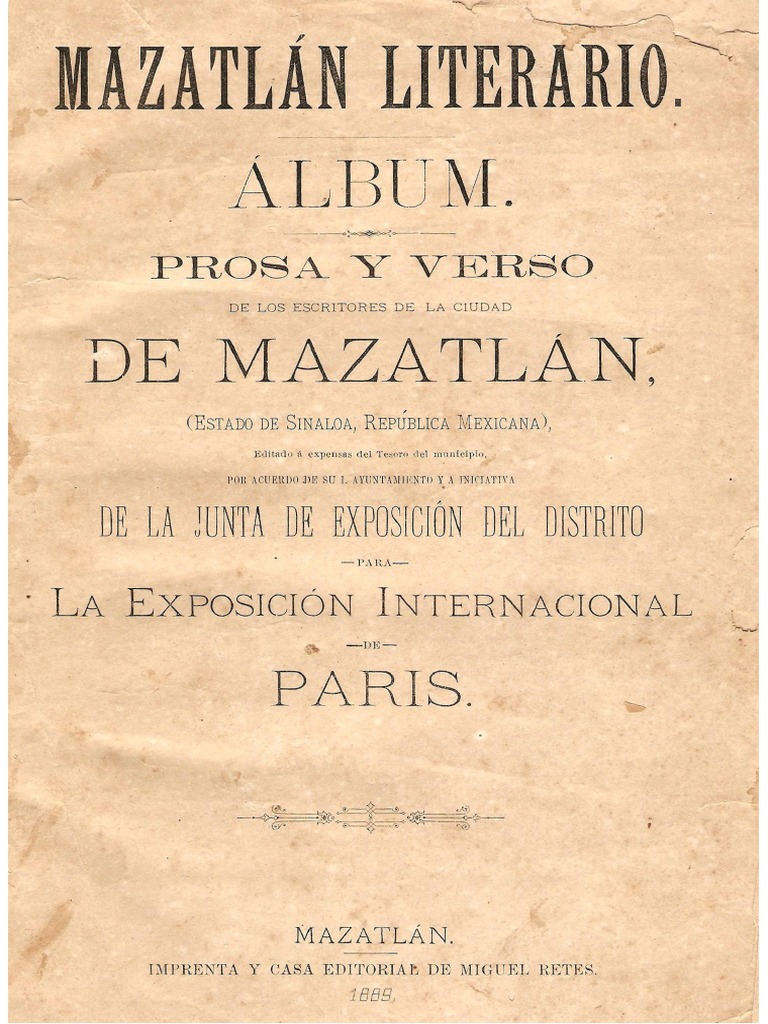 MAZATLÁN LITERARIO.
ÁLBUM.
PROSA Y VERSO
DE LOS ESCRITORES DE LA CIUDAD
DE MAZATLÁN,
(ESTADO DE SINALOA, REPÚBLICA MEXICANA),
Editado á expensas del Tesoro del municipio,
POR ACUERDO DE SU I. AYUNTAMIENTO Y A INICIATIVA
DE LA JUNTA DE EXPOSICIÓN DEL DISTRITO
—PARA—
LA EXPOSICIÓN INTERNACIONAL
—DE—
PARIS.
MAZATLÁN.
IMPRENTA Y CASA EDITORIAL DE MIGUEL RETES.
1889.